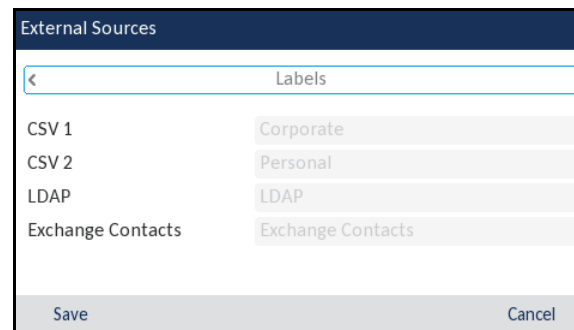 External Sources
< Labels
CSV 1 Corporate
CSV 2 Personal
LDAP LDAP
Exchange Contacts Exchange Contacts
Save Cancel